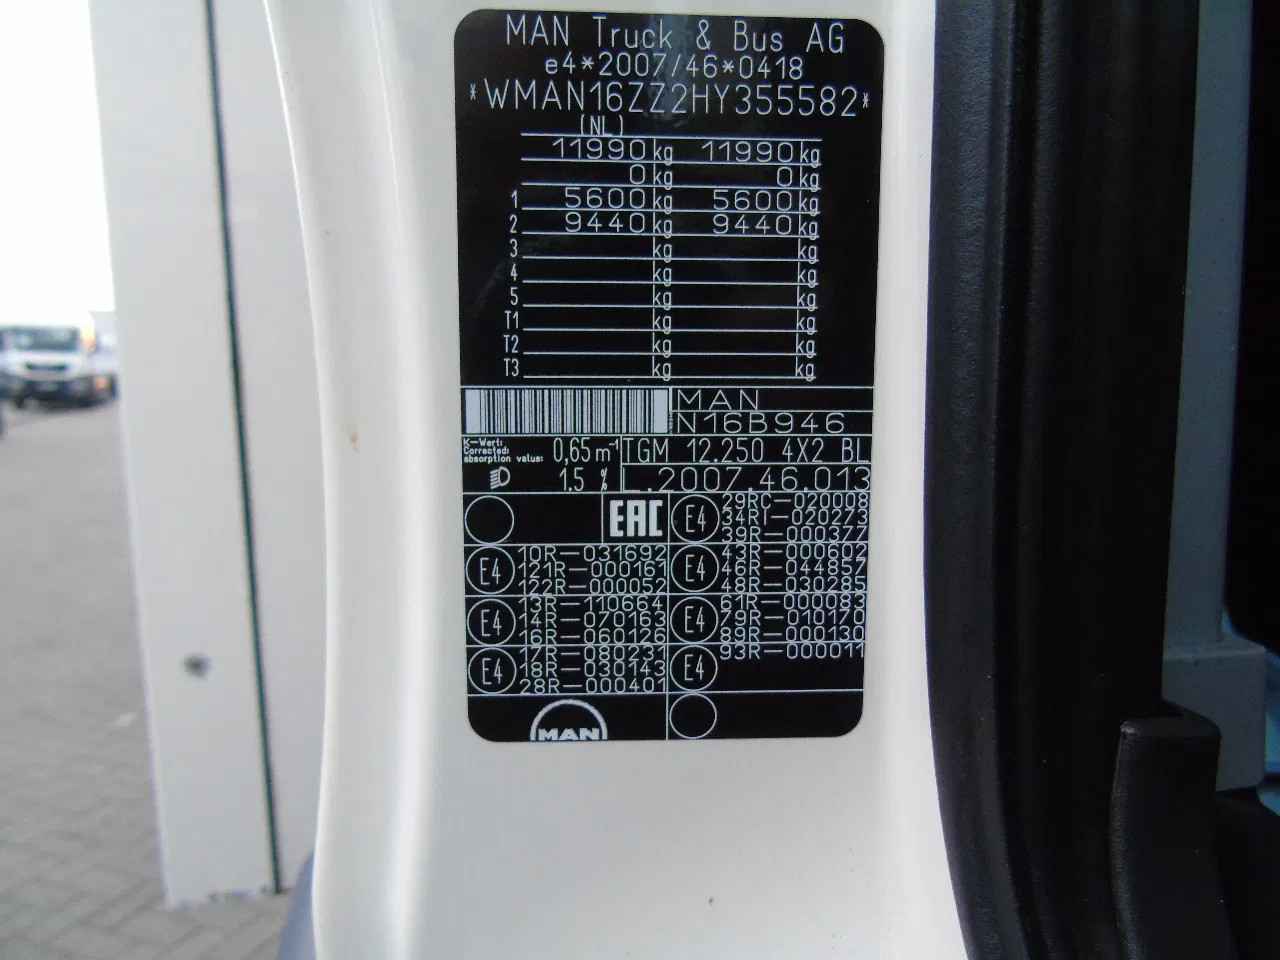 MAN Truck & Bus AG
e4*2007/46*0418
*WMAN16ZZ2HY355582*
(NL)
11990 kg 11990 kg
0 kg 0 kg
1 5600 kg 5600 kg
2 9440 kg 9440 kg
3 kg kg
4 kg kg
5 kg kg
T1 kg kg
T2 kg kg
T3 kg kg
MAN
N16B946
K-Wert:
Corrected:
absorption value: 0,65 m-1
TGM 12.250 4X2 BL
1.5 %
L.2007.46.013
EAC
E4
29RC-020008
34RI-020273
39R-000377
E4
10R-031692
121R-000161
122R-000052
E4
43R-000602
46R-044857
48R-030285
E4
13R-110664
14R-070163
16R-060126
E4
61R-000083
79R-010170
89R-000130
E4
17R-080231
18R-030143
28R-000401
E4
93R-000011
MAN